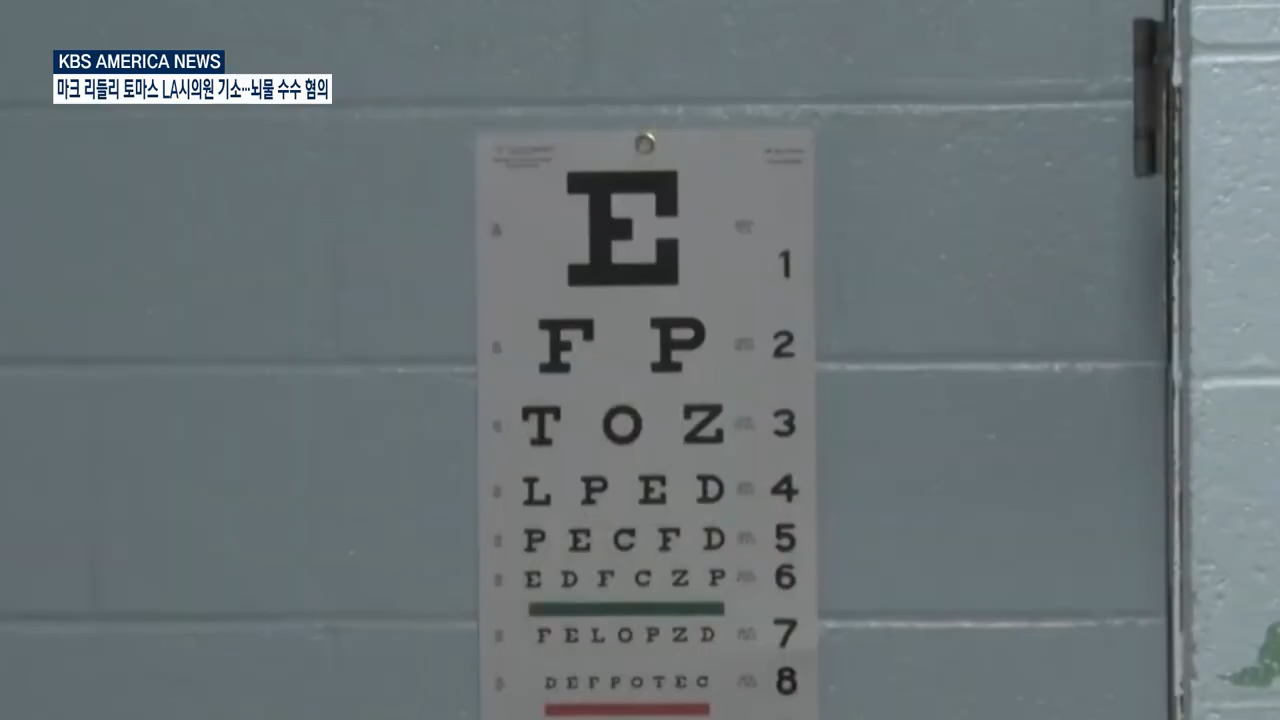 KBS AMERICA NEWS
마크 리들리 토마스 LA시의원 기소…뇌물 수수 혐의
E 1
F P 2
T O Z 3
L P E D 4
P E C F D 5
E D F C Z P 6
F E L O P Z D 7
D E F P O T E C 8